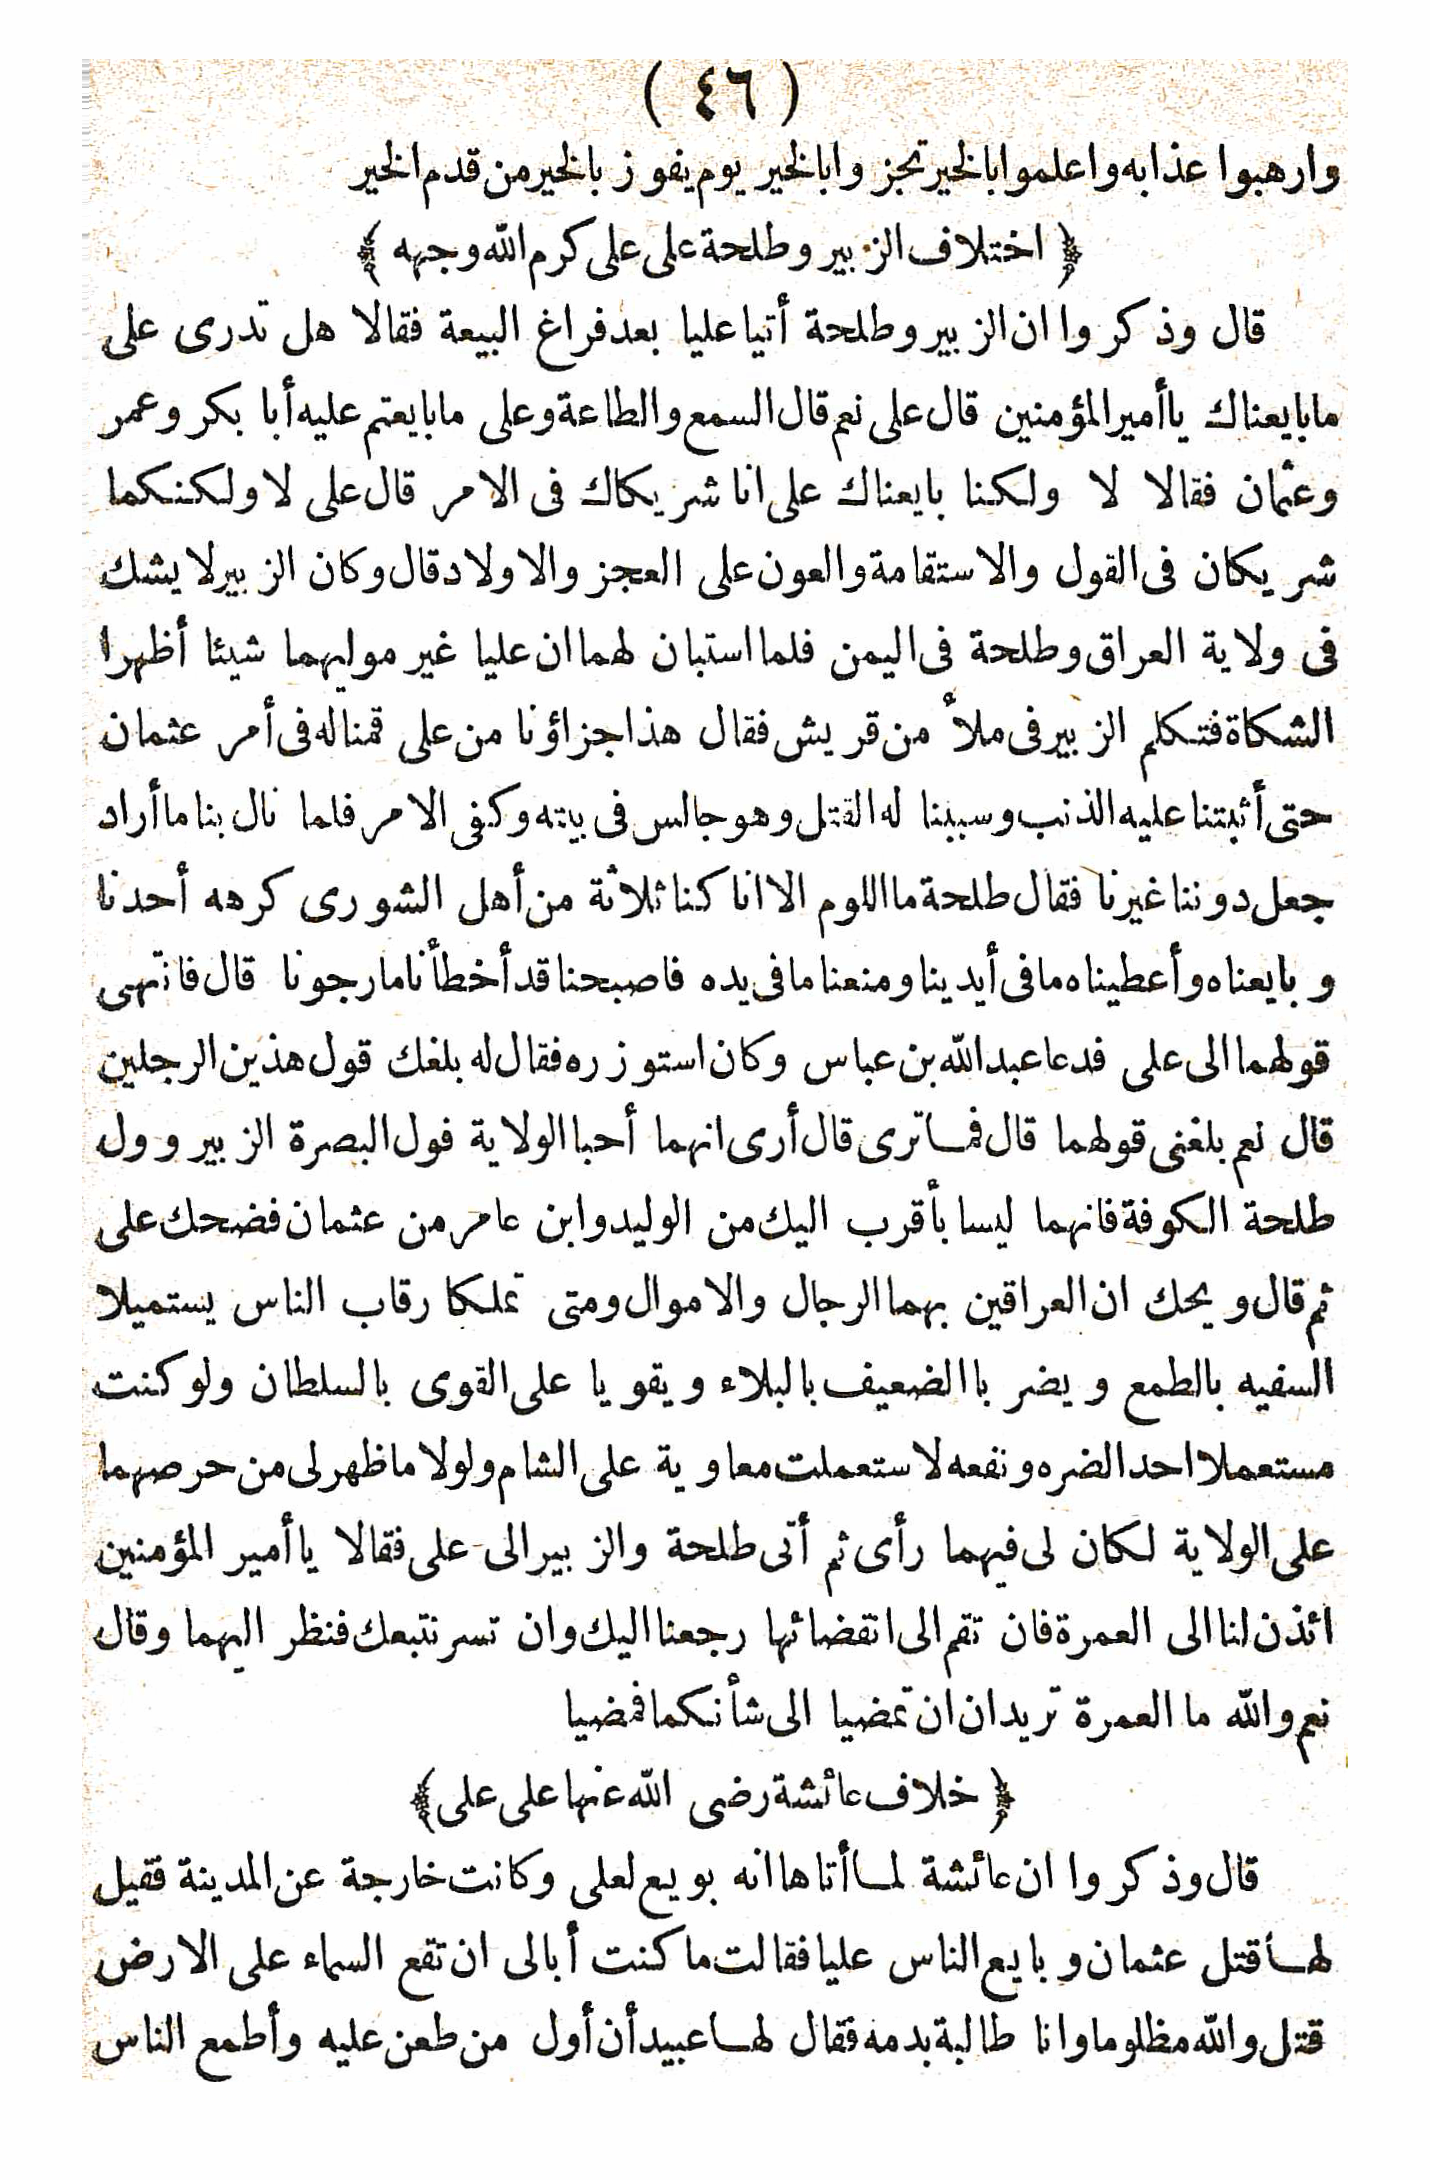 ( ٤٦ )
وارهبوا عذابه واعلموا بالخير تجزوا بالخير يوم يفوز بالخير من قدم الخير
﴿ اختلاف الزبير وطلحة على على كرم الله وجهه ﴾
قال وذكروا ان الزبير وطلحة أتيا عليا بعد فراغ البيعة فقالا هل تدرى على
ما بايعناك يا أمير المؤمنين قال على نعم قال السمع والطاعة وعلى ما بايعتم عليه أبا بكر وعمر
وعثمان فقالا لا ولكنا بايعناك على انا شريكاك فى الامر قال على لا ولكنكما
شريكان فى القول والاستقامة والعون على العجز والاولاد قال وكان الزبير لا يشك
فى ولاية العراق وطلحة فى اليمن فلما استبان لهما ان عليا غير موليهما شيئا أظهرا
الشكاة فتكلم الزبير فى ملأ من قريش فقال هذا جزاؤنا من على قمنا له فى أمر عثمان
حتى أثبتنا عليه الذنب وسببنا له القتل وهو جالس فى بيته وكفى الامر فلما نال بنا ما أراد
جعل دوننا غيرنا فقال طلحة ما اللوم الا انا كنا ثلاثة من أهل الشورى كرهه أحدنا
وبايعناه وأعطيناه ما فى أيدينا ومنعنا ما فى يده فاصبحنا قد أخطأنا ما رجونا قال فانتهى
قولهما الى على فدعا عبد الله بن عباس وكان استوزره فقال له بلغك قول هذين الرجلين
قال نعم بلغنى قولهما قال فما ترى قال أرى انهما أحبا الولاية فول البصرة الزبير وول
طلحة الكوفة فانهما ليسا بأقرب اليك من الوليد وابن عامر من عثمان فضحك على
ثم قال ويحك ان العراقين بهما الرجال والاموال ومتى تملكا رقاب الناس يستميلا
السفيه بالطمع ويضربا الضعيف بالبلاء ويقويا على القوى بالسلطان ولو كنت
مستعملا احدا لضره ونفعه لاستعملت معاوية على الشام ولولا ما ظهر لى من حرصهما
على الولاية لكان لى فيهما رأى ثم أتى طلحة والزبير الى على فقالا يا أمير المؤمنين
ائذن لنا الى العمرة فان تقم الى انقضائها رجعنا اليك وان تسر نتبعك فنظر اليهما وقال
نعم والله ما العمرة تريدان ان تمضيا الى شأنكما فمضيا
﴿ خلاف عائشة رضى الله عنها على على ﴾
قال وذكروا ان عائشة لما أتاها انه بويع لعلى وكانت خارجة عن المدينة فقيل
لها قتل عثمان وبايع الناس عليا فقالت ما كنت أبالى ان تقع السماء على الارض
قتل والله مظلوما وانا طالبة بدمه فقال لها عبيد أن أول من طعن عليه وأطمع الناس